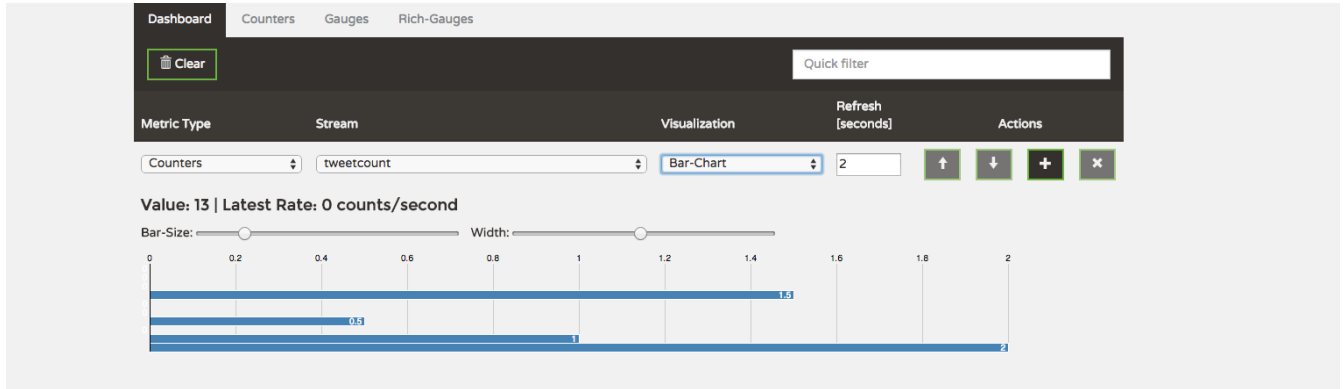 Dashboard Counters Gauges Rich-Gauges
Clear Quick filter
Metric Type Stream Visualization Refresh [seconds] Actions
Counters tweetcount Bar-Chart 2
Value: 13 | Latest Rate: 0 counts/second
Bar-Size: Width:
0 0.2 0.4 0.6 0.8 1 1.2 1.4 1.6 1.8 2
1.5
0.5
1
2